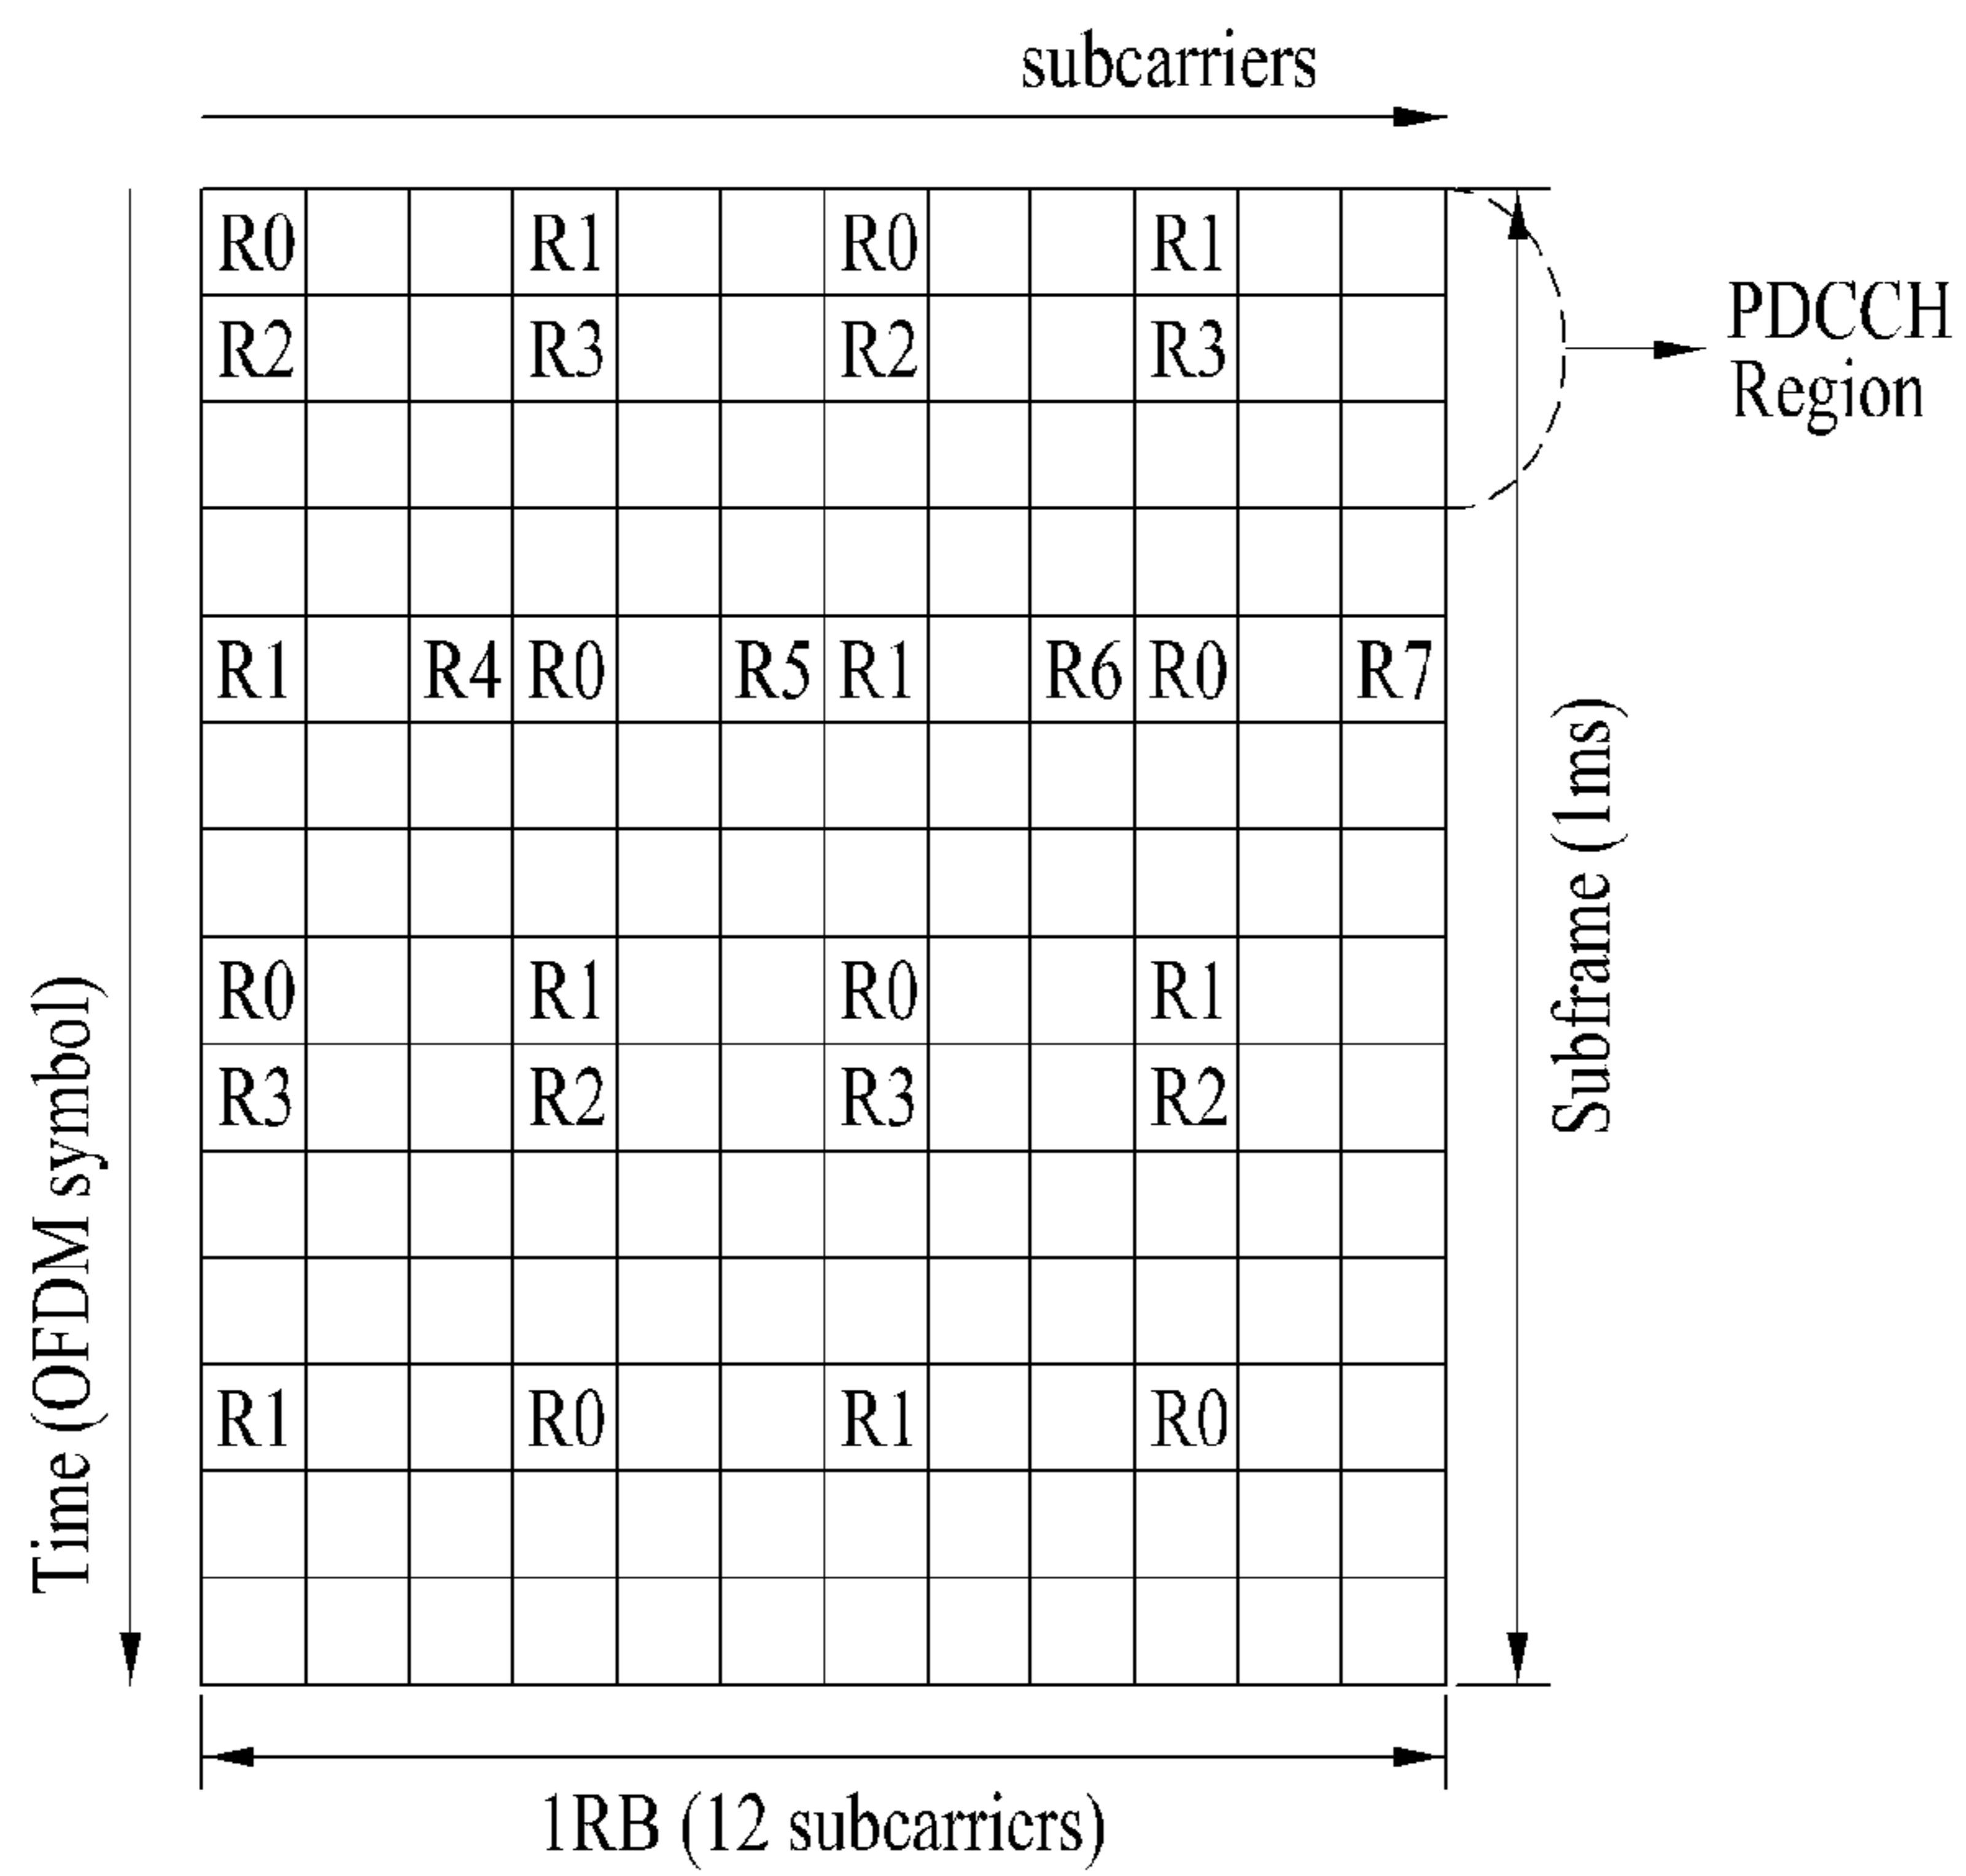 subcarriers
R0 R1 R0 R1
R2 R3 R2 R3
PDCCH
Region
R1 R4 R0 R5 R1 R6 R0 R7
R0 R1 R0 R1
R3 R2 R3 R2
R1 R0 R1 R0
Time (OFDM symbol)
Subframe (1ms)
1RB (12 subcarriers)